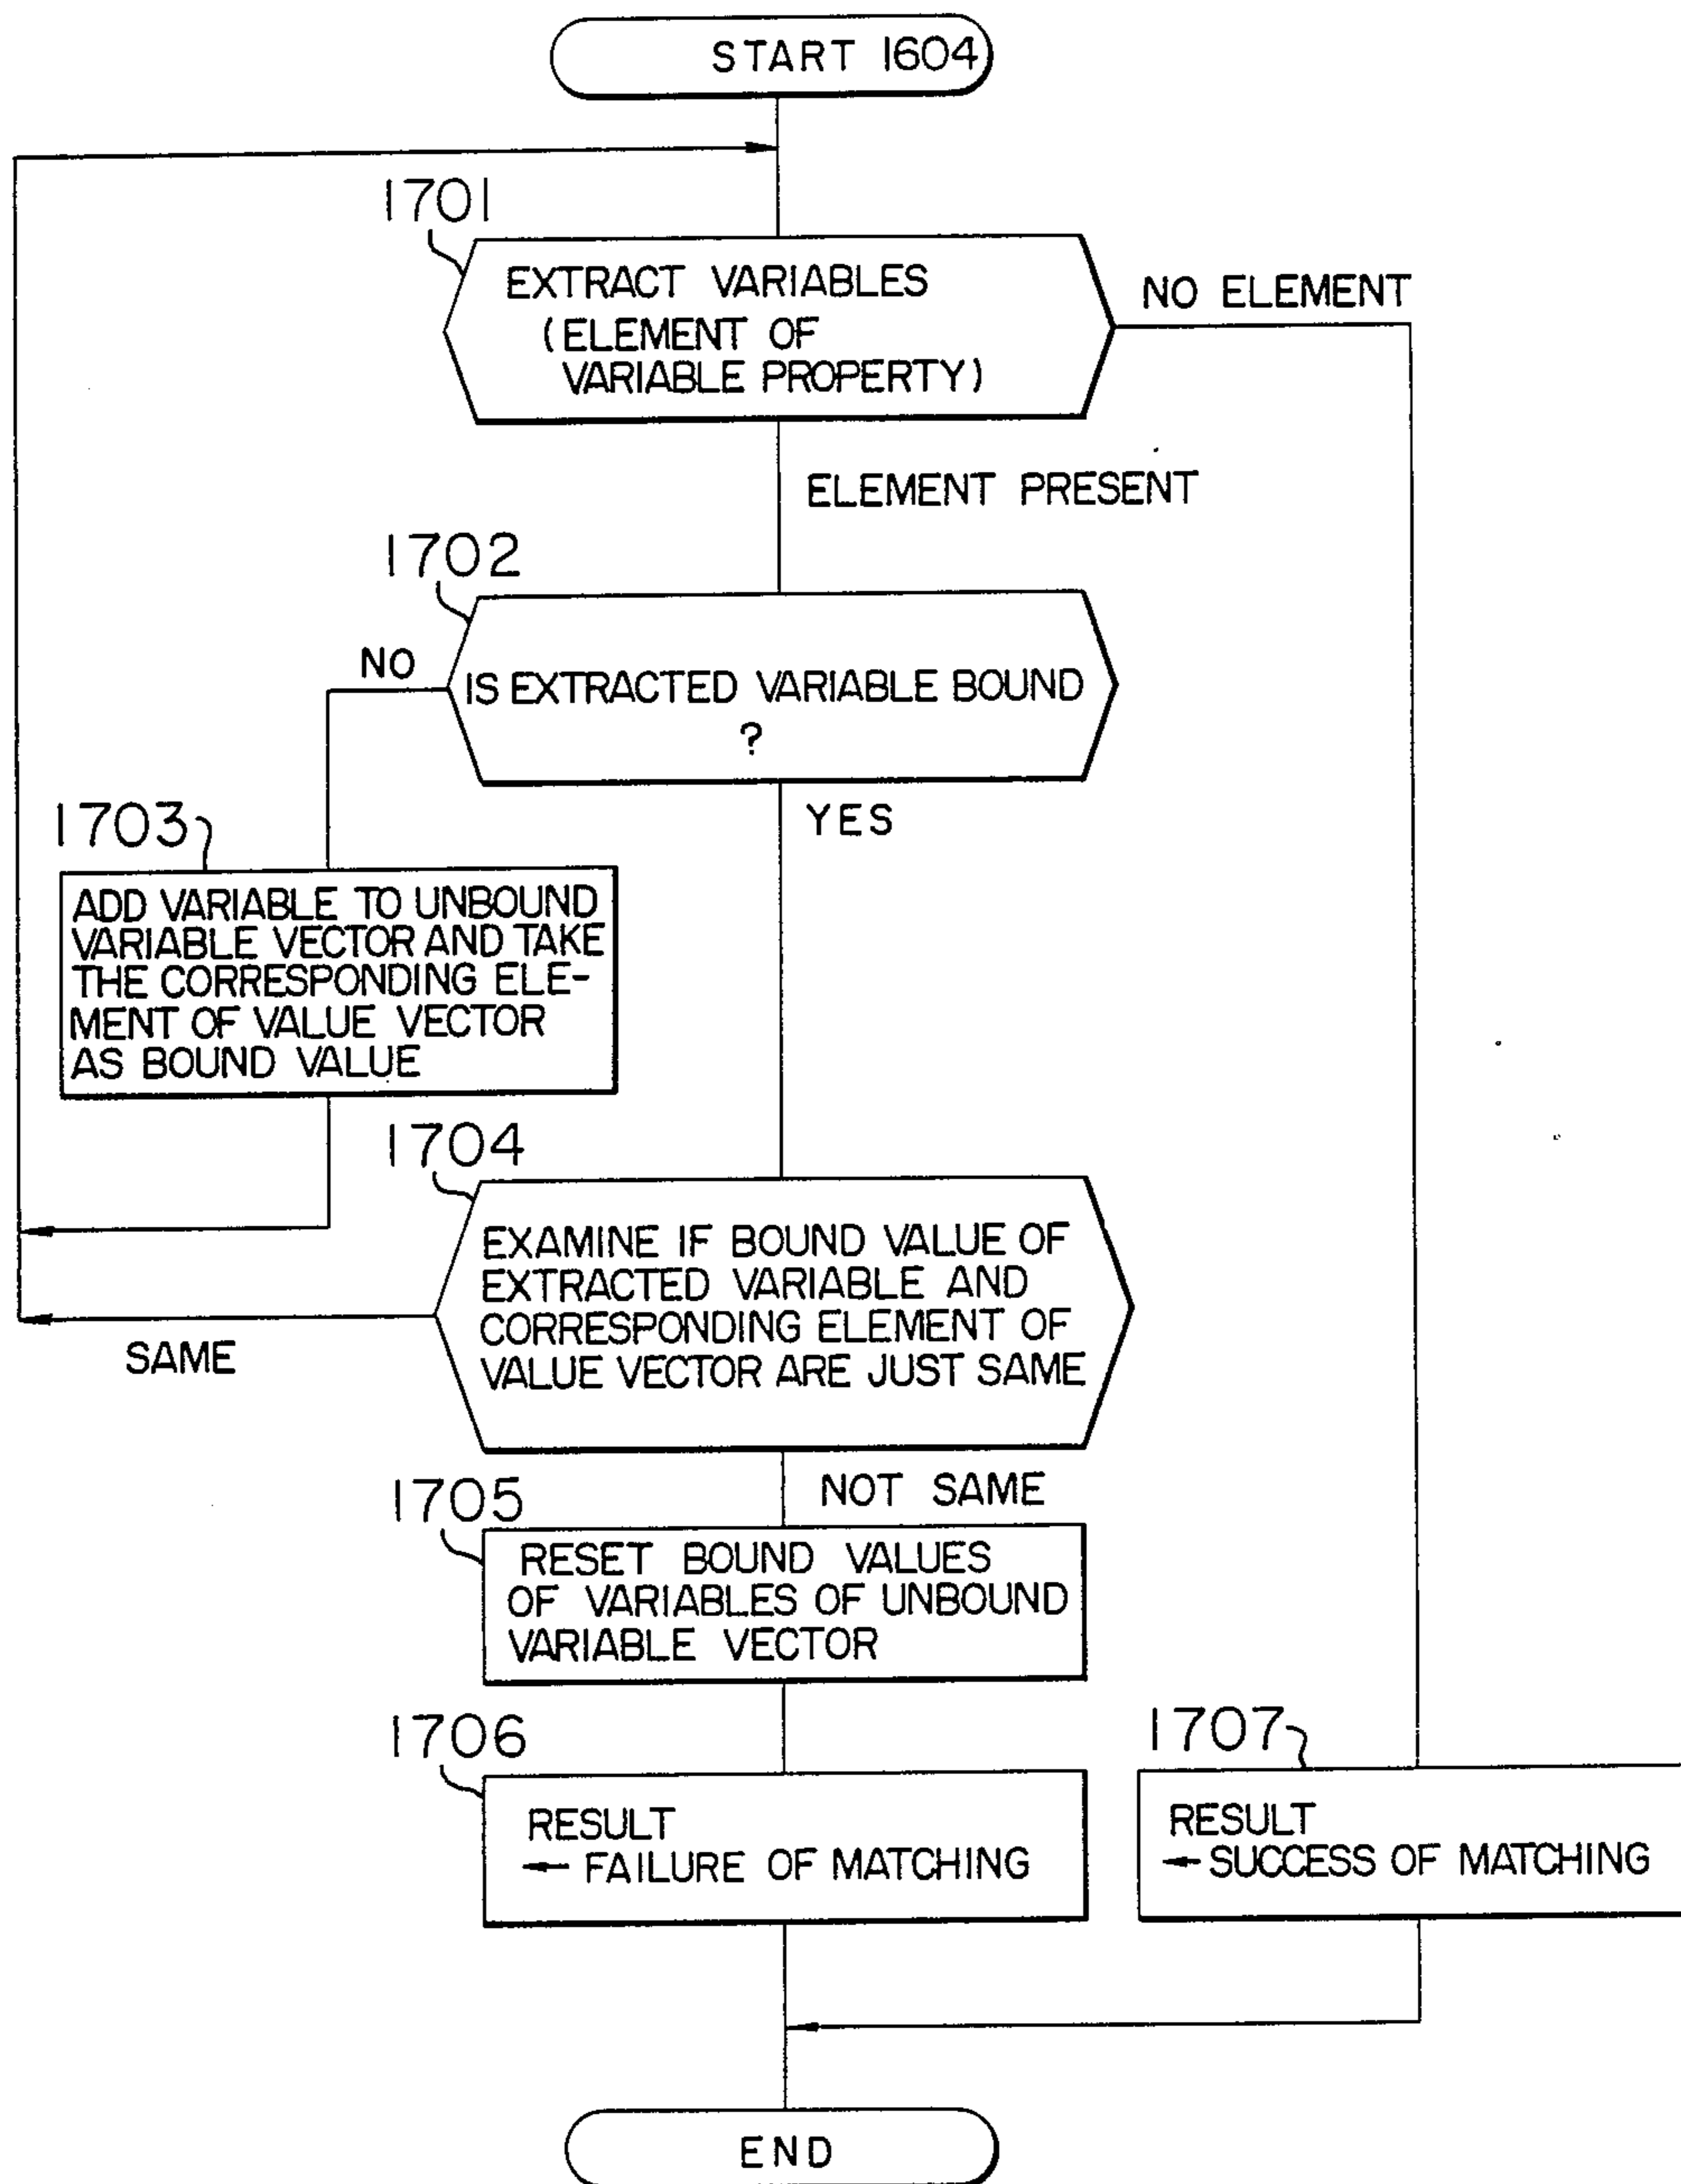 START 1604
1701
EXTRACT VARIABLES
(ELEMENT OF
VARIABLE PROPERTY)
NO ELEMENT
ELEMENT PRESENT
1702
NO
IS EXTRACTED VARIABLE BOUND
?
YES
1703
ADD VARIABLE TO UNBOUND
VARIABLE VECTOR AND TAKE
THE CORRESPONDING ELE-
MENT OF VALUE VECTOR
AS BOUND VALUE
1704
EXAMINE IF BOUND VALUE OF
EXTRACTED VARIABLE AND
CORRESPONDING ELEMENT OF
VALUE VECTOR ARE JUST SAME
SAME
NOT SAME
1705
RESET BOUND VALUES
OF VARIABLES OF UNBOUND
VARIABLE VECTOR
1706
RESULT
← FAILURE OF MATCHING
1707
RESULT
← SUCCESS OF MATCHING
END